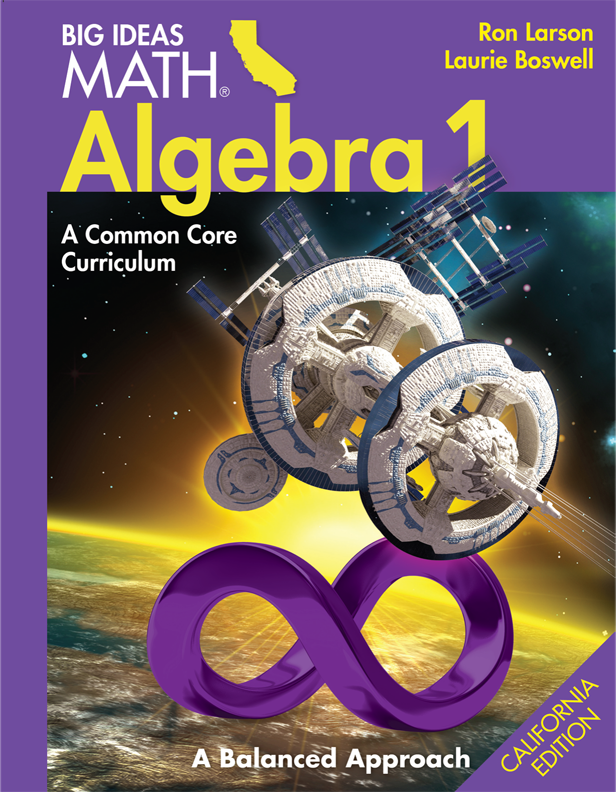 BIG IDEAS
MATH®
Ron Larson
Laurie Boswell
Algebra 1
A Common Core
Curriculum
A Balanced Approach
CALIFORNIA
EDITION